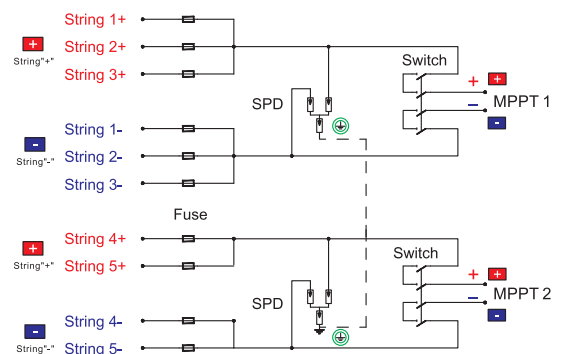 String 1+
+
String 2+
String"+"
String 3+
Switch
+ +
MPPT 1
− -
SPD
String 1-
-
String 2-
String"-"
String 3-
Fuse
+
String 4+
String"+"
String 5+
Switch
+ +
MPPT 2
− -
SPD
String 4-
-
String"-"
String 5-